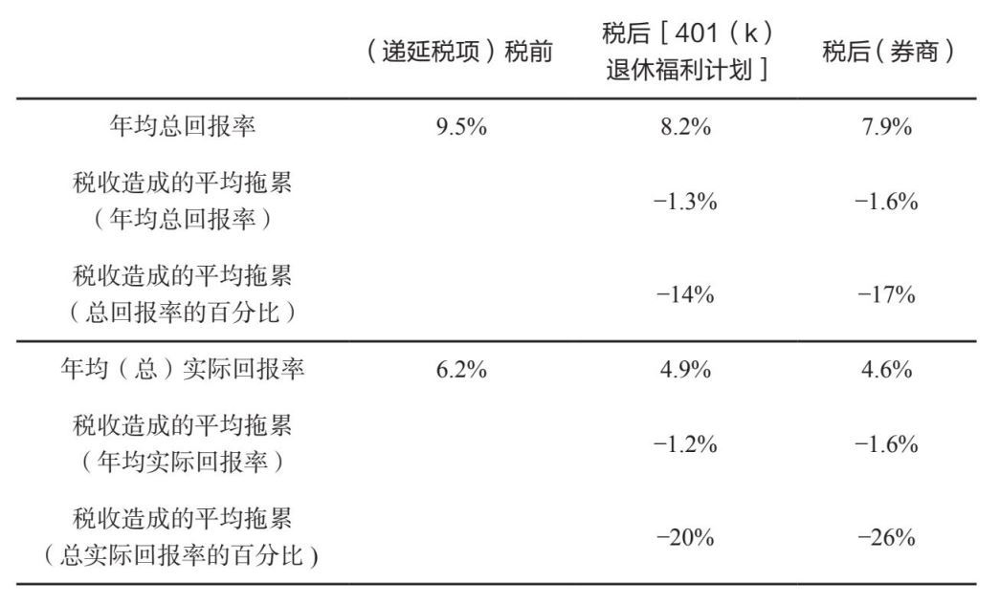 （递延税项）税前
税后［401（k）
退休福利计划］
税后（券商）
年均总回报率 9.5% 8.2% 7.9%
税收造成的平均拖累
（年均总回报率） −1.3% −1.6%
税收造成的平均拖累
（总回报率的百分比） −14% −17%
年均（总）实际回报率 6.2% 4.9% 4.6%
税收造成的平均拖累
（年均实际回报率） −1.2% −1.6%
税收造成的平均拖累
（总实际回报率的百分比) −20% −26%